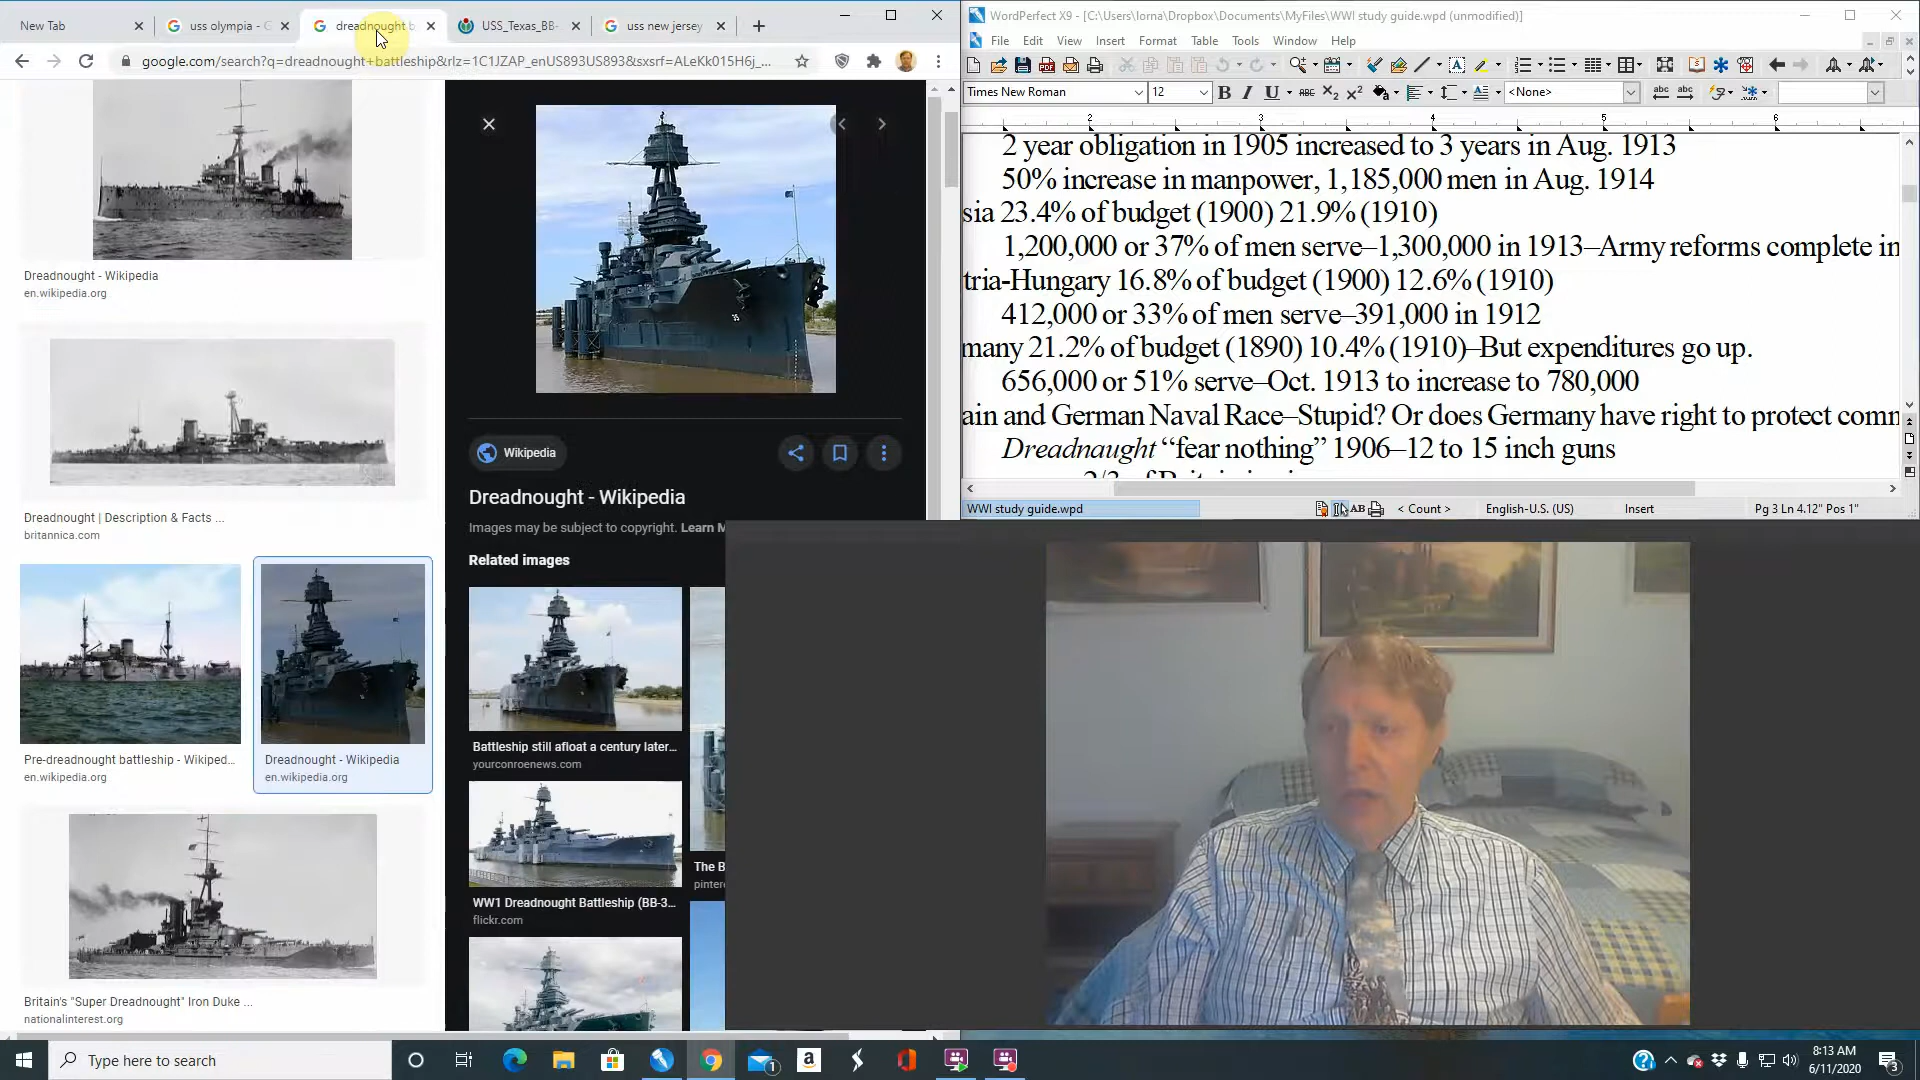 New Tab
uss olympia - G
dreadnought b
USS_Texas_BB-
uss new jersey
google.com/search?q=dreadnought+battleship&rlz=1C1JZAP_enUS893US893&sxsrf=ALeKk015H6j_...
Dreadnought - Wikipedia
en.wikipedia.org
Dreadnought | Description & Facts ...
britannica.com
Pre-dreadnought battleship - Wikiped...
en.wikipedia.org
Dreadnought - Wikipedia
en.wikipedia.org
Britain's "Super Dreadnought" Iron Duke ...
nationalinterest.org
Wikipedia
Dreadnought - Wikipedia
Images may be subject to copyright. Learn M
Related images
Battleship still afloat a century later...
yourconroenews.com
WW1 Dreadnought Battleship (BB-3...
flickr.com
The B
pinter
WordPerfect X9 - [C:\Users\lorna\Dropbox\Documents\MyFiles\WWI study guide.wpd (unmodified)]
File Edit View Insert Format Table Tools Window Help
Times New Roman 12 B I U ABC X2 X2 <None>
2 3 4 5 6
2 year obligation in 1905 increased to 3 years in Aug. 1913
50% increase in manpower, 1,185,000 men in Aug. 1914
sia 23.4% of budget (1900) 21.9% (1910)
1,200,000 or 37% of men serve–1,300,000 in 1913–Army reforms complete in
tria-Hungary 16.8% of budget (1900) 12.6% (1910)
412,000 or 33% of men serve–391,000 in 1912
many 21.2% of budget (1890) 10.4% (1910)–But expenditures go up.
656,000 or 51% serve–Oct. 1913 to increase to 780,000
ain and German Naval Race–Stupid? Or does Germany have right to protect comm
Dreadnaught “fear nothing” 1906–12 to 15 inch guns
WWI study guide.wpd
AB
< Count >
English-U.S. (US)
Insert
Pg 3 Ln 4.12" Pos 1"
Type here to search
8:13 AM
6/11/2020